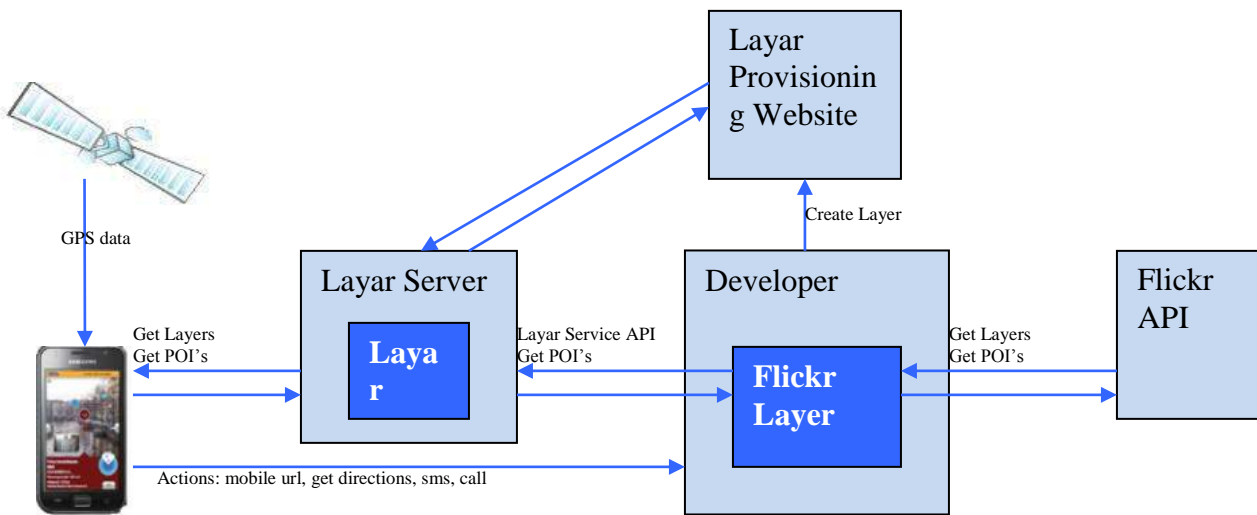 Layar
Provisionin
g Website
GPS data
Create Layer
Layar Server
Developer
Flickr
API
Get Layers
Get POI's
Laya
r
Layar Service API
Get POI's
Flickr
Layer
Get Layers
Get POI's
Actions: mobile url, get directions, sms, call
SAMSUNG